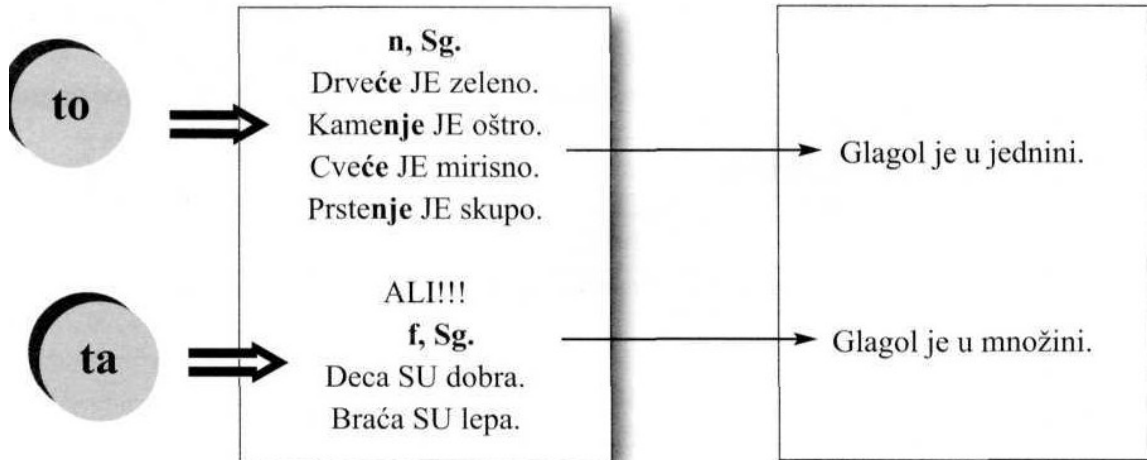 to
n, Sg.
Drveće JE zeleno.
Kamenje JE oštro.
Cveće JE mirisno.
Prstenje JE skupo.
Glagol je u jednini.
ta
ALI!!!
f, Sg.
Deca SU dobra.
Braća SU lepa.
Glagol je u množini.